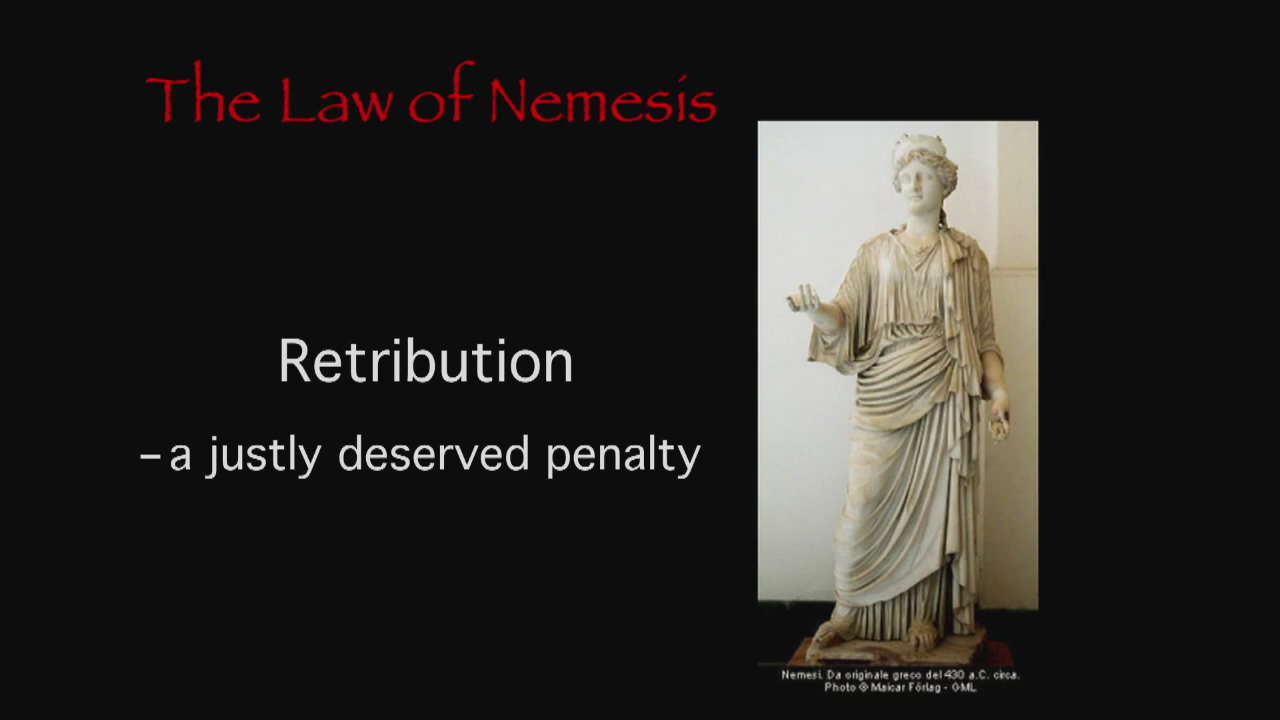 The Law of Nemesis
Retribution
– a justly deserved penalty
Nemesi. Da originale greco del 430 a.C. circa.
Photo © Maicar Förlag - GML